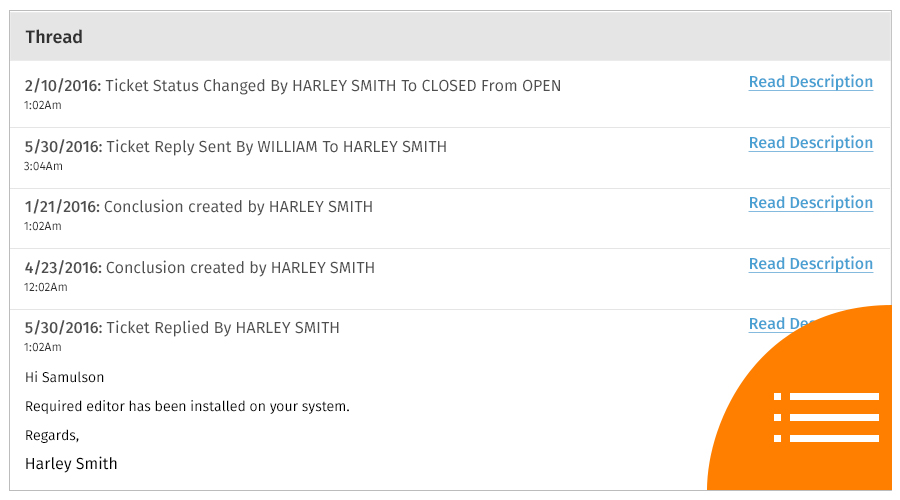 Thread
2/10/2016: Ticket Status Changed By HARLEY SMITH To CLOSED From OPEN
Read Description
1:02Am
5/30/2016: Ticket Reply Sent By WILLIAM To HARLEY SMITH
Read Description
3:04Am
1/21/2016: Conclusion created by HARLEY SMITH
Read Description
1:02Am
4/23/2016: Conclusion created by HARLEY SMITH
Read Description
12:02Am
5/30/2016: Ticket Replied By HARLEY SMITH
Read
1:02Am
Hi Samulson
Required editor has been installed on your system.
Regards,
Harley Smith